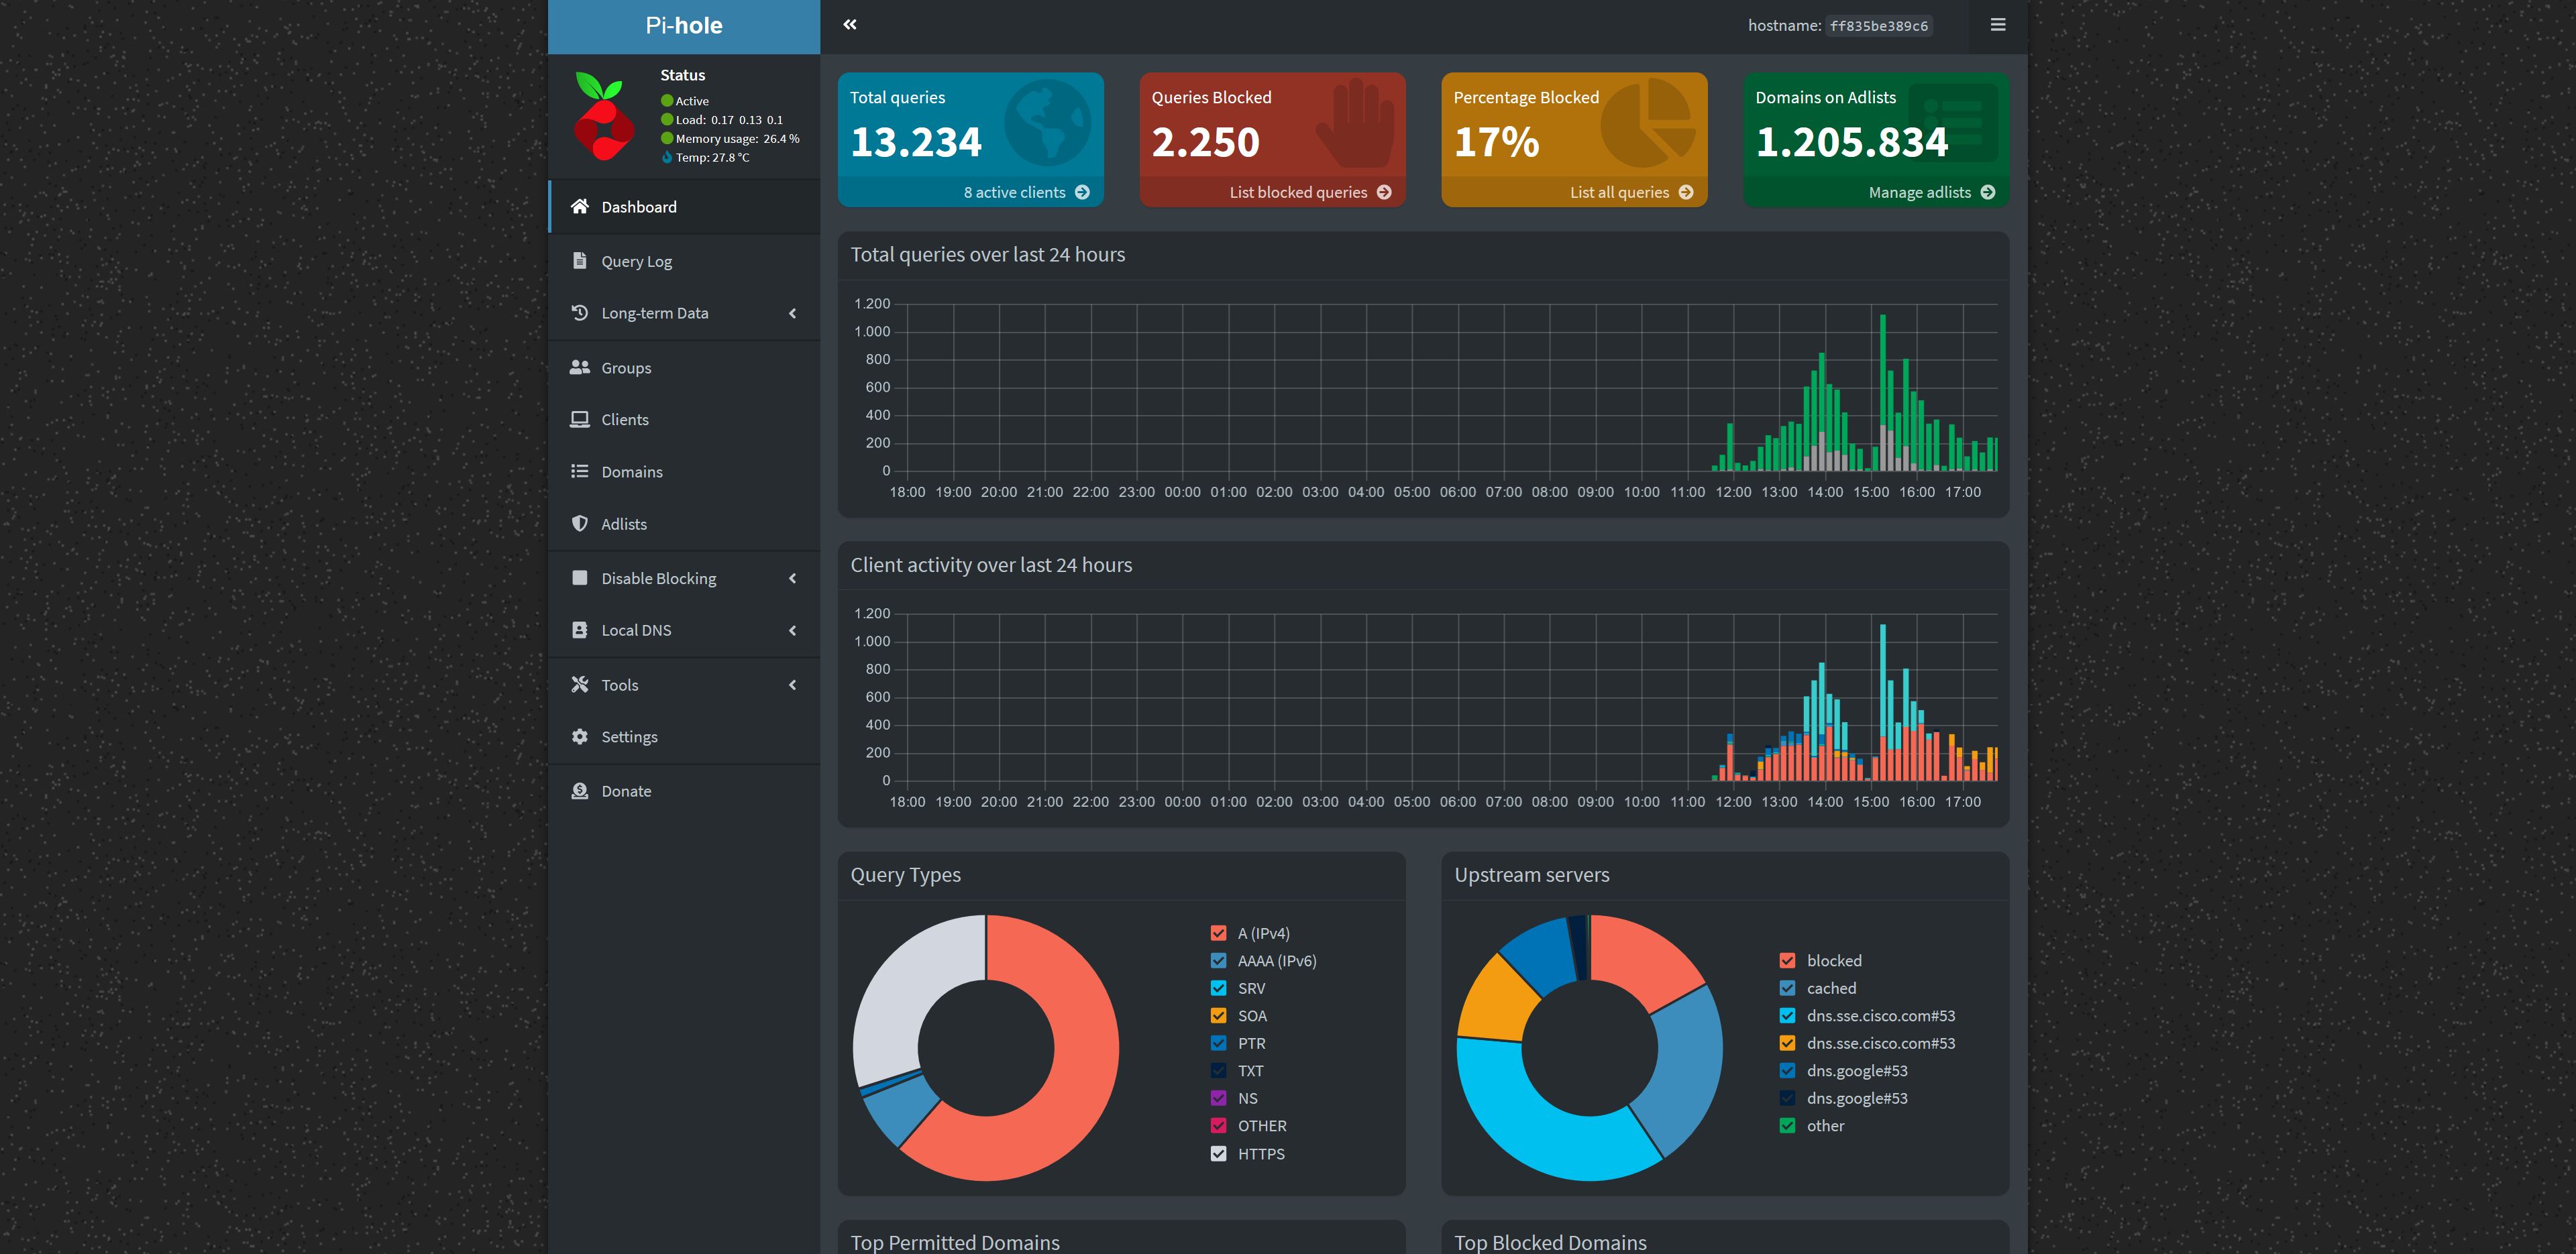 Pi-hole
hostname: ff835be389c6
Status
Active
Load: 0.17 0.13 0.1
Memory usage: 26.4 %
Temp: 27.8 °C
Dashboard
Query Log
Long-term Data
Groups
Clients
Domains
Adlists
Disable Blocking
Local DNS
Tools
Settings
Donate
Total queries
13.234
8 active clients
Queries Blocked
2.250
List blocked queries
Percentage Blocked
17%
List all queries
Domains on Adlists
1.205.834
Manage adlists
Total queries over last 24 hours
1.200
1.000
800
600
400
200
0
18:00 19:00 20:00 21:00 22:00 23:00 00:00 01:00 02:00 03:00 04:00 05:00 06:00 07:00 08:00 09:00 10:00 11:00 12:00 13:00 14:00 15:00 16:00 17:00
Client activity over last 24 hours
1.200
1.000
800
600
400
200
0
18:00 19:00 20:00 21:00 22:00 23:00 00:00 01:00 02:00 03:00 04:00 05:00 06:00 07:00 08:00 09:00 10:00 11:00 12:00 13:00 14:00 15:00 16:00 17:00
Query Types
A (IPv4)
AAAA (IPv6)
SRV
SOA
PTR
TXT
NS
OTHER
HTTPS
Upstream servers
blocked
cached
dns.sse.cisco.com#53
dns.sse.cisco.com#53
dns.google#53
dns.google#53
other
Top Permitted Domains
Top Blocked Domains